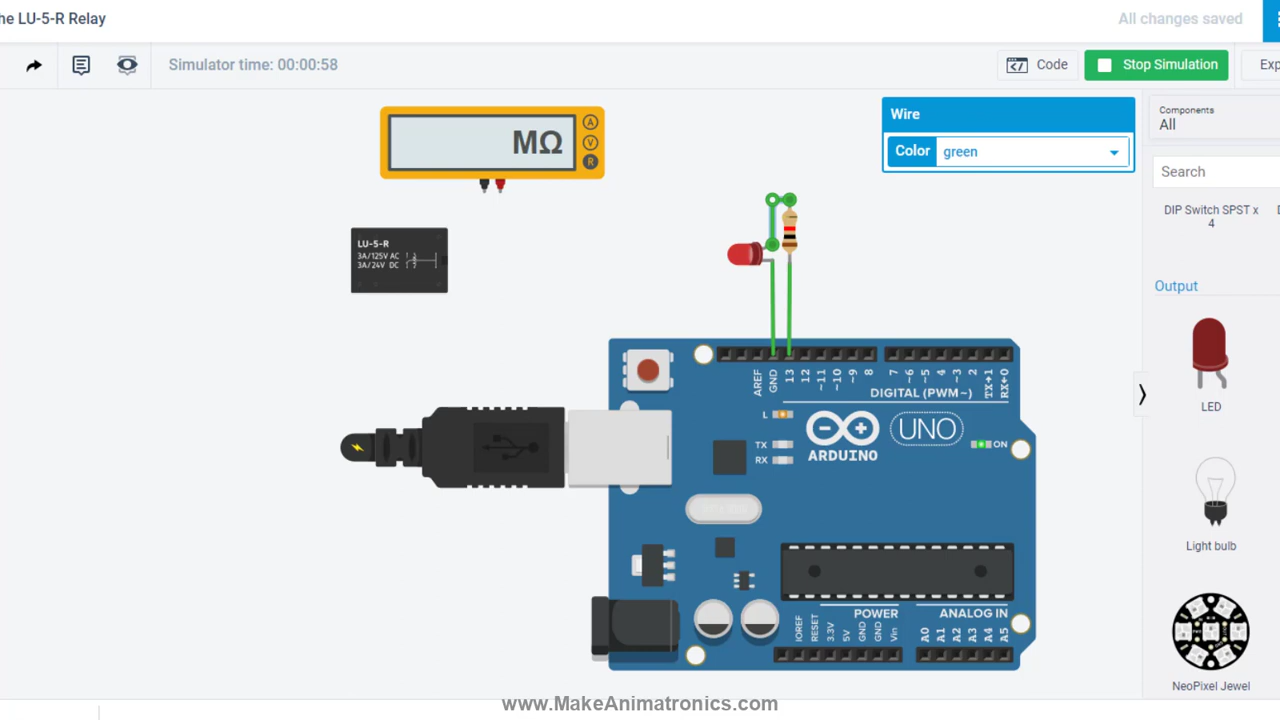 he LU-5-R Relay
All changes saved
Simulator time: 00:00:58
Code
Stop Simulation
Exp
Wire
Color green
Components
All
Search
DIP Switch SPST x
4
Output
LED
Light bulb
NeoPixel Jewel
MΩ
A
V
R
LU-5-R
3A/125V AC
3A/24V DC
AREF
GND
13
12
~11
~10
~9
8
7
~6
~5
4
~3
2
TX→1
RX←0
DIGITAL (PWM~)
L
TX
RX
UNO
ARDUINO
ON
POWER
ANALOG IN
IOREF
RESET
3.3V
5V
GND
GND
Vin
A0
A1
A2
A3
A4
A5
www.MakeAnimatronics.com